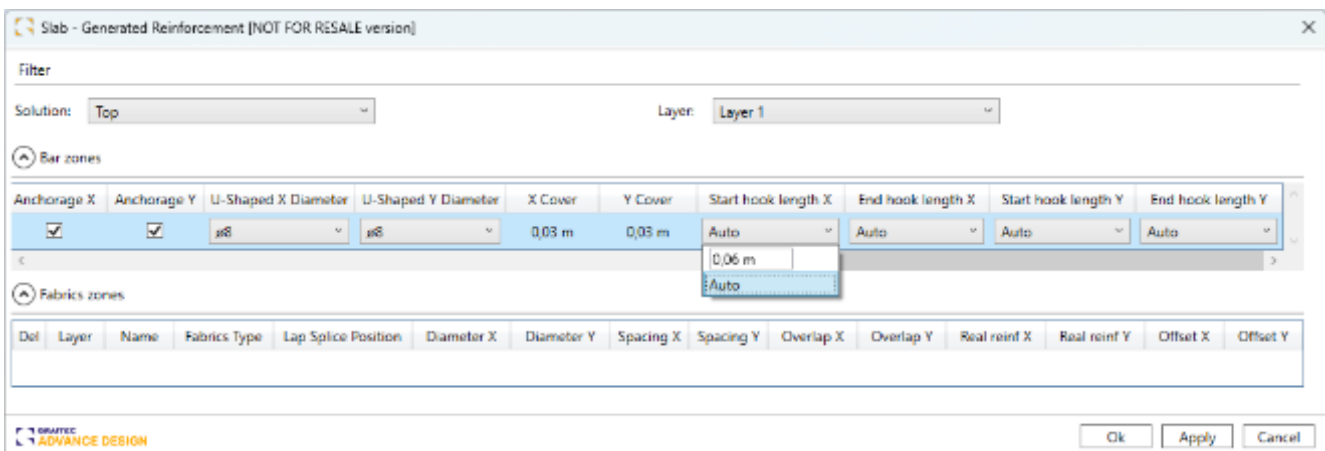 Slab - Generated Reinforcement [NOT FOR RESALE version]
Filter
Solution: Top Layer: Layer 1
Bar zones
Anchorage X Anchorage Y U-Shaped X Diameter U-Shaped Y Diameter X Cover Y Cover Start hook length X End hook length X Start hook length Y End hook length Y
ø8 ø8 0,03 m 0,03 m Auto Auto Auto Auto
0,06 m
Auto
Fabrics zones
Del Layer Name Fabrics Type Lap Splice Position Diameter X Diameter Y Spacing X Spacing Y Overlap X Overlap Y Real reinf X Real reinf Y Offset X Offset Y
GRAITEC
ADVANCE DESIGN
Ok Apply Cancel